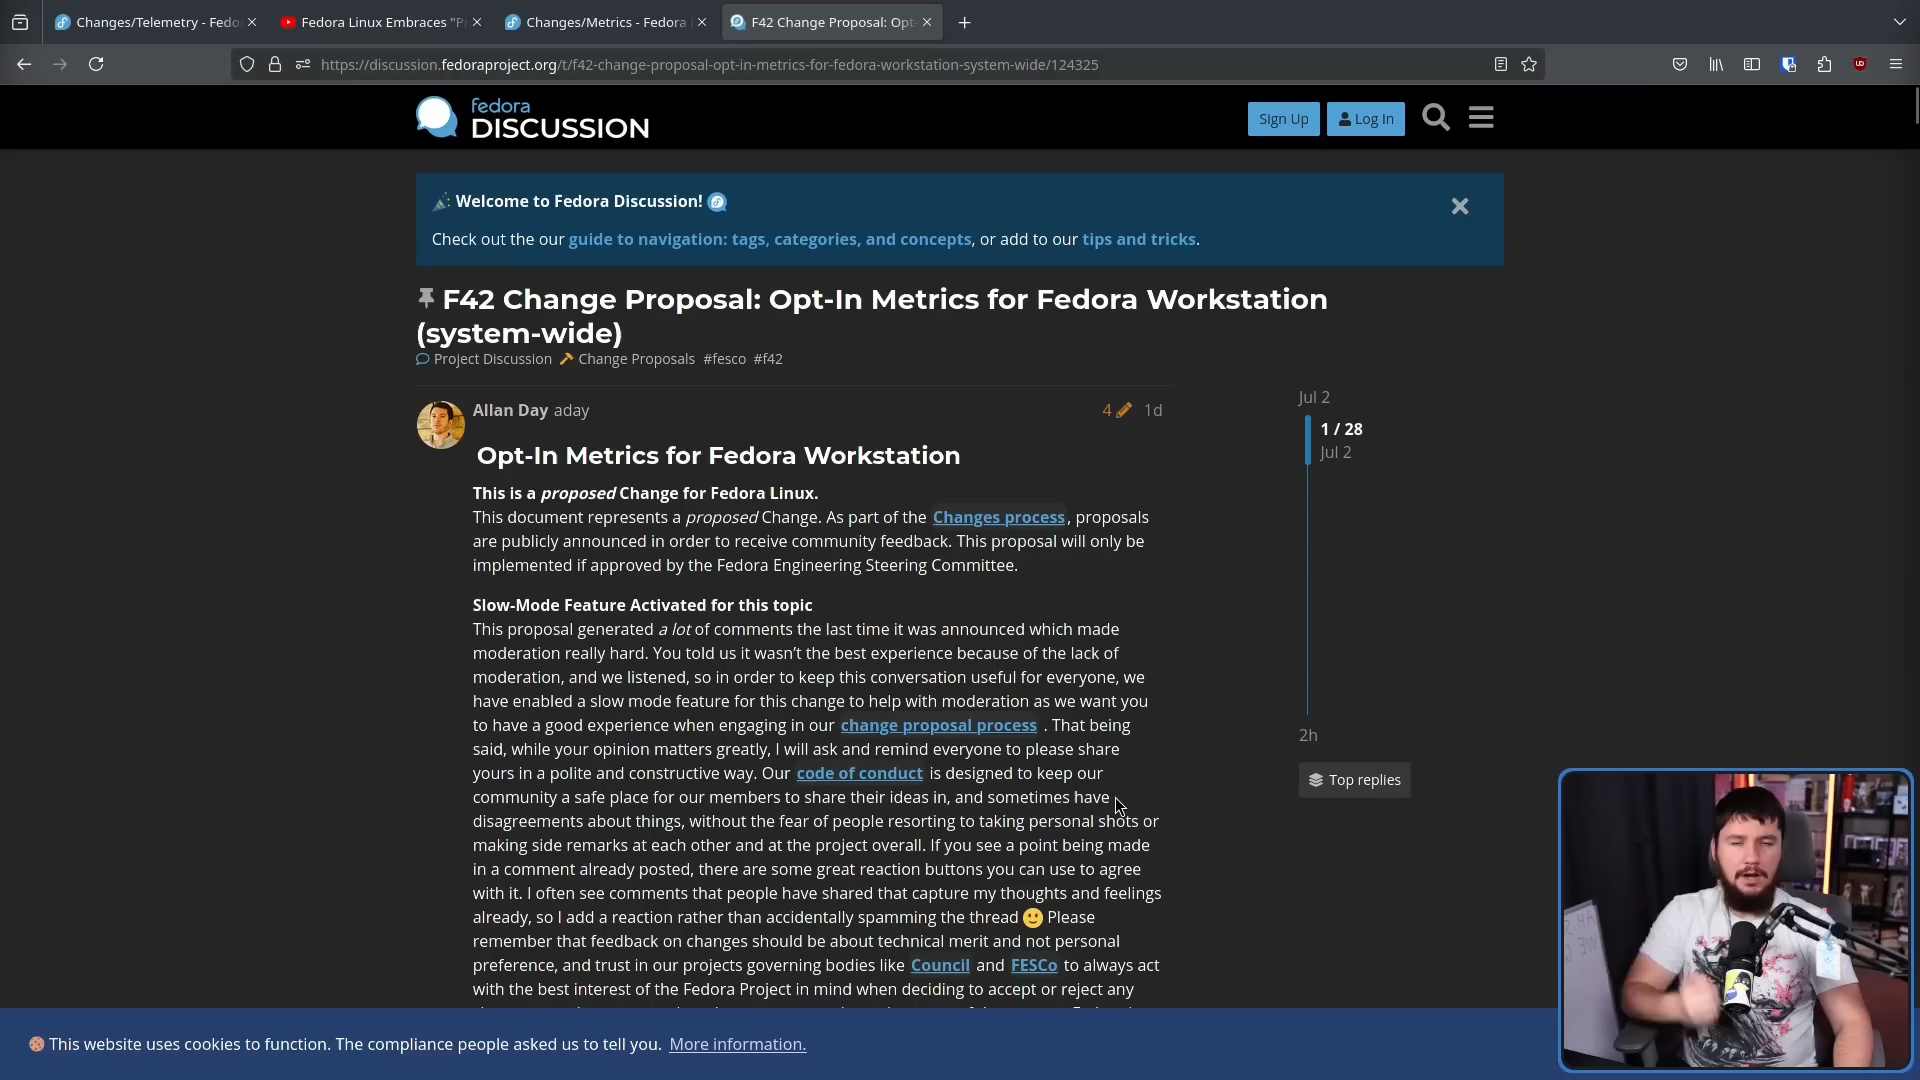 Changes/Telemetry - Fedo
Fedora Linux Embraces "P
Changes/Metrics - Fedora
F42 Change Proposal: Opt-
https://discussion.fedoraproject.org/t/f42-change-proposal-opt-in-metrics-for-fedora-workstation-system-wide/124325
fedora
DISCUSSION
Sign Up
Log In
Welcome to Fedora Discussion!
Check out the our guide to navigation: tags, categories, and concepts, or add to our tips and tricks.
F42 Change Proposal: Opt-In Metrics for Fedora Workstation
(system-wide)
Project Discussion Change Proposals #fesco #f42
Allan Day aday
4 1d
Opt-In Metrics for Fedora Workstation
This is a proposed Change for Fedora Linux.
This document represents a proposed Change. As part of the Changes process, proposals
are publicly announced in order to receive community feedback. This proposal will only be
implemented if approved by the Fedora Engineering Steering Committee.
Slow-Mode Feature Activated for this topic
This proposal generated a lot of comments the last time it was announced which made
moderation really hard. You told us it wasn't the best experience because of the lack of
moderation, and we listened, so in order to keep this conversation useful for everyone, we
have enabled a slow mode feature for this change to help with moderation as we want you
to have a good experience when engaging in our change proposal process . That being
said, while your opinion matters greatly, I will ask and remind everyone to please share
yours in a polite and constructive way. Our code of conduct is designed to keep our
community a safe place for our members to share their ideas in, and sometimes have
disagreements about things, without the fear of people resorting to taking personal shots or
making side remarks at each other and at the project overall. If you see a point being made
in a comment already posted, there are some great reaction buttons you can use to agree
with it. I often see comments that people have shared that capture my thoughts and feelings
already, so I add a reaction rather than accidentally spamming the thread 🙂 Please
remember that feedback on changes should be about technical merit and not personal
preference, and trust in our projects governing bodies like Council and FESCo to always act
with the best interest of the Fedora Project in mind when deciding to accept or reject any
Jul 2
1 / 28
Jul 2
2h
Top replies
🍪 This website uses cookies to function. The compliance people asked us to tell you. More information.